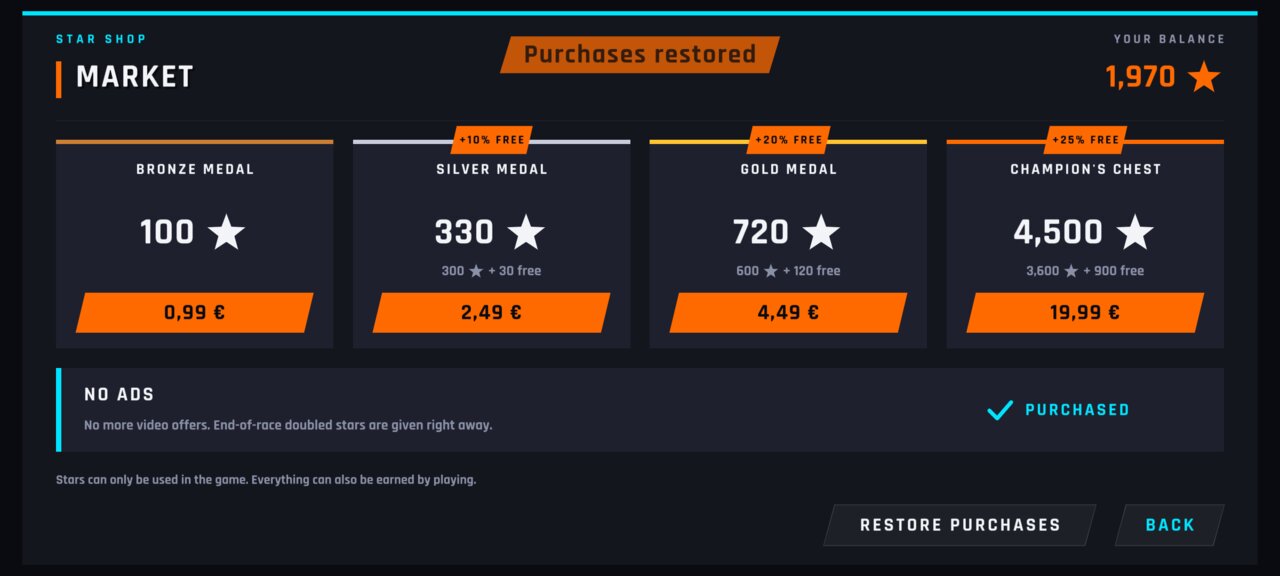 STAR SHOP
MARKET
Purchases restored
YOUR BALANCE
1,970
BRONZE MEDAL
100
0,99 €
+10% FREE
SILVER MEDAL
330
300 ★ + 30 free
2,49 €
+20% FREE
GOLD MEDAL
720
600 ★ + 120 free
4,49 €
+25% FREE
CHAMPION'S CHEST
4,500
3,600 ★ + 900 free
19,99 €
NO ADS
No more video offers. End-of-race doubled stars are given right away.
PURCHASED
Stars can only be used in the game. Everything can also be earned by playing.
RESTORE PURCHASES
BACK